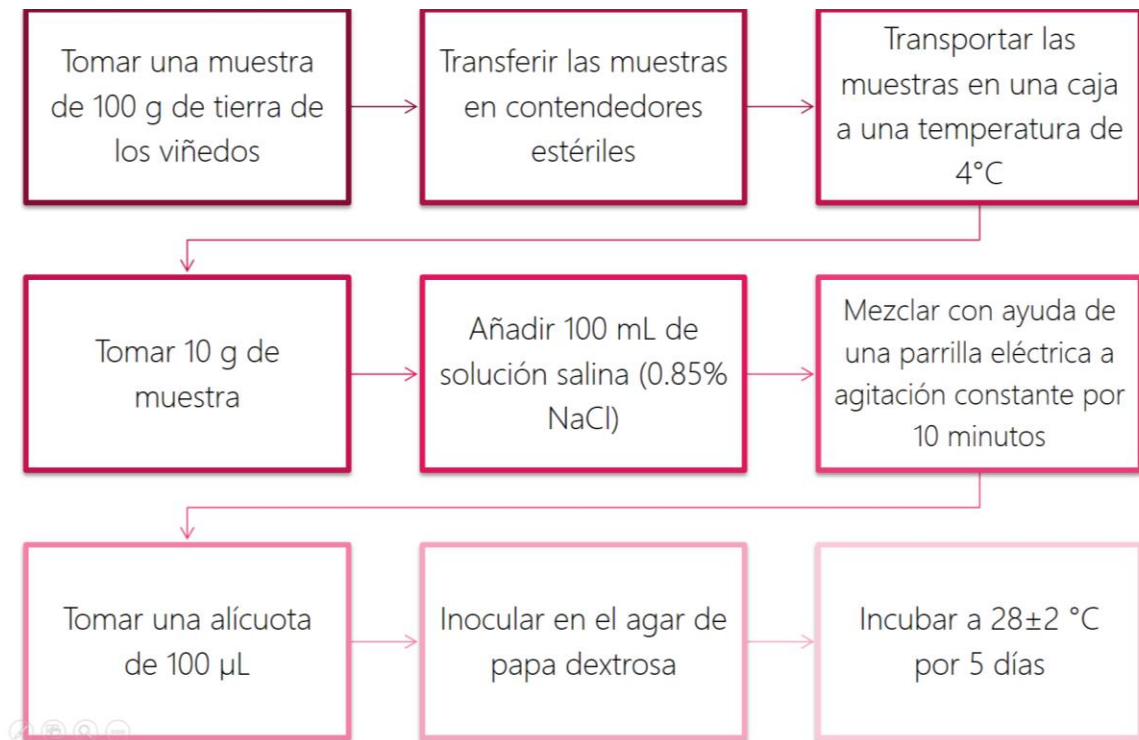 Tomar una muestra
de 100 g de tierra de
los viñedos
Transferir las muestras
en contendedores
estériles
Transportar las
muestras en una caja
a una temperatura de
4°C
Tomar 10 g de
muestra
Añadir 100 mL de
solución salina (0.85%
NaCl)
Mezclar con ayuda de
una parrilla eléctrica a
agitación constante por
10 minutos
Tomar una alícuota
de 100 µL
Inocular en el agar de
papa dextrosa
Incubar a 28±2 °C
por 5 días